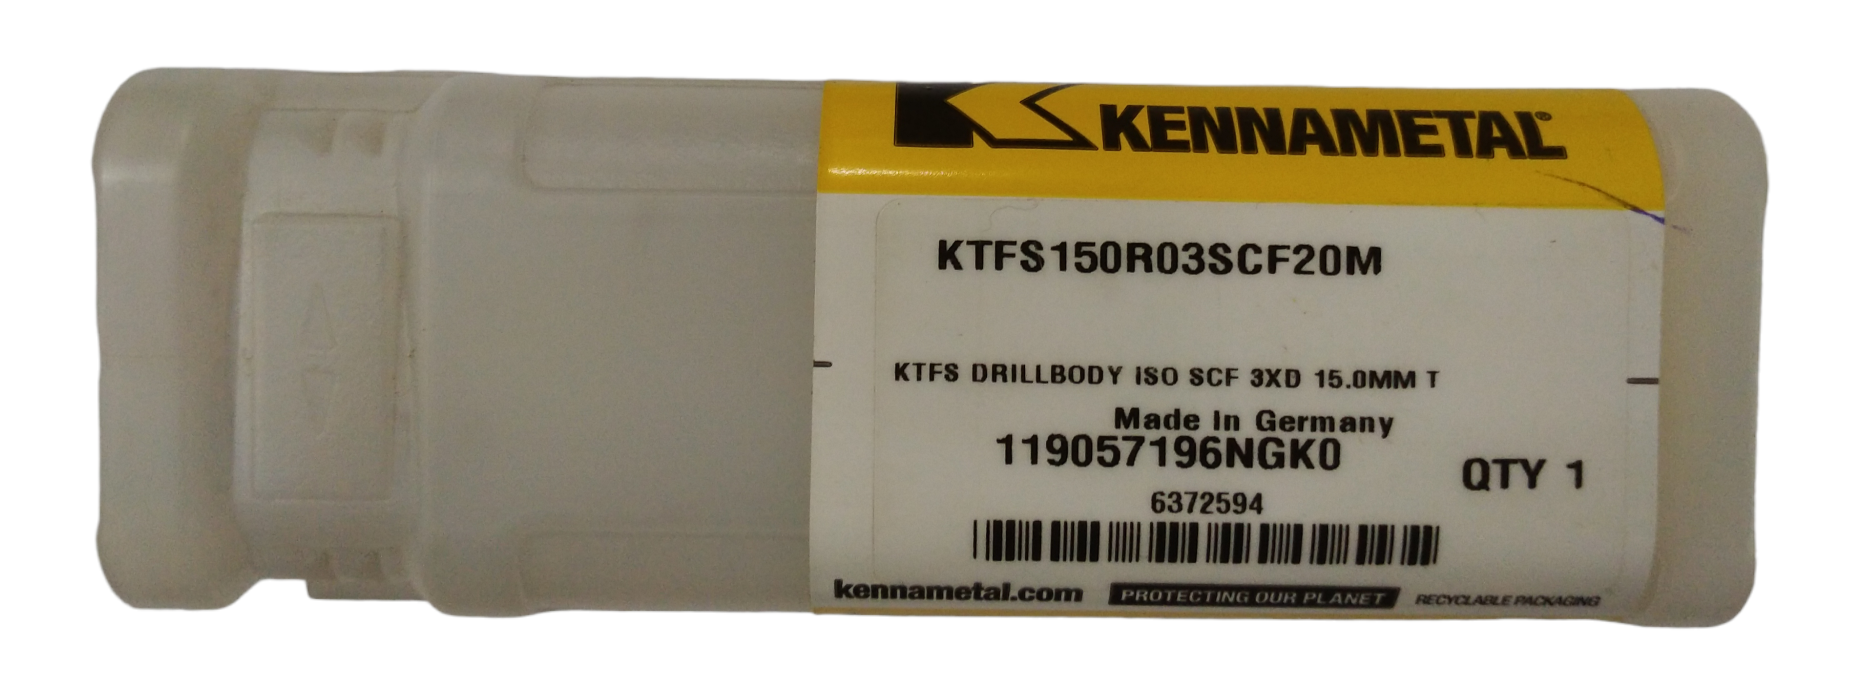 KENNAMETAL®
KTFS150R03SCF20M
KTFS DRILLBODY ISO SCF 3XD 15.0MM T
Made In Germany
119057196NGK0
QTY 1
6372594
kennametal.com PROTECTING OUR PLANET RECYCLABLE PACKAGING